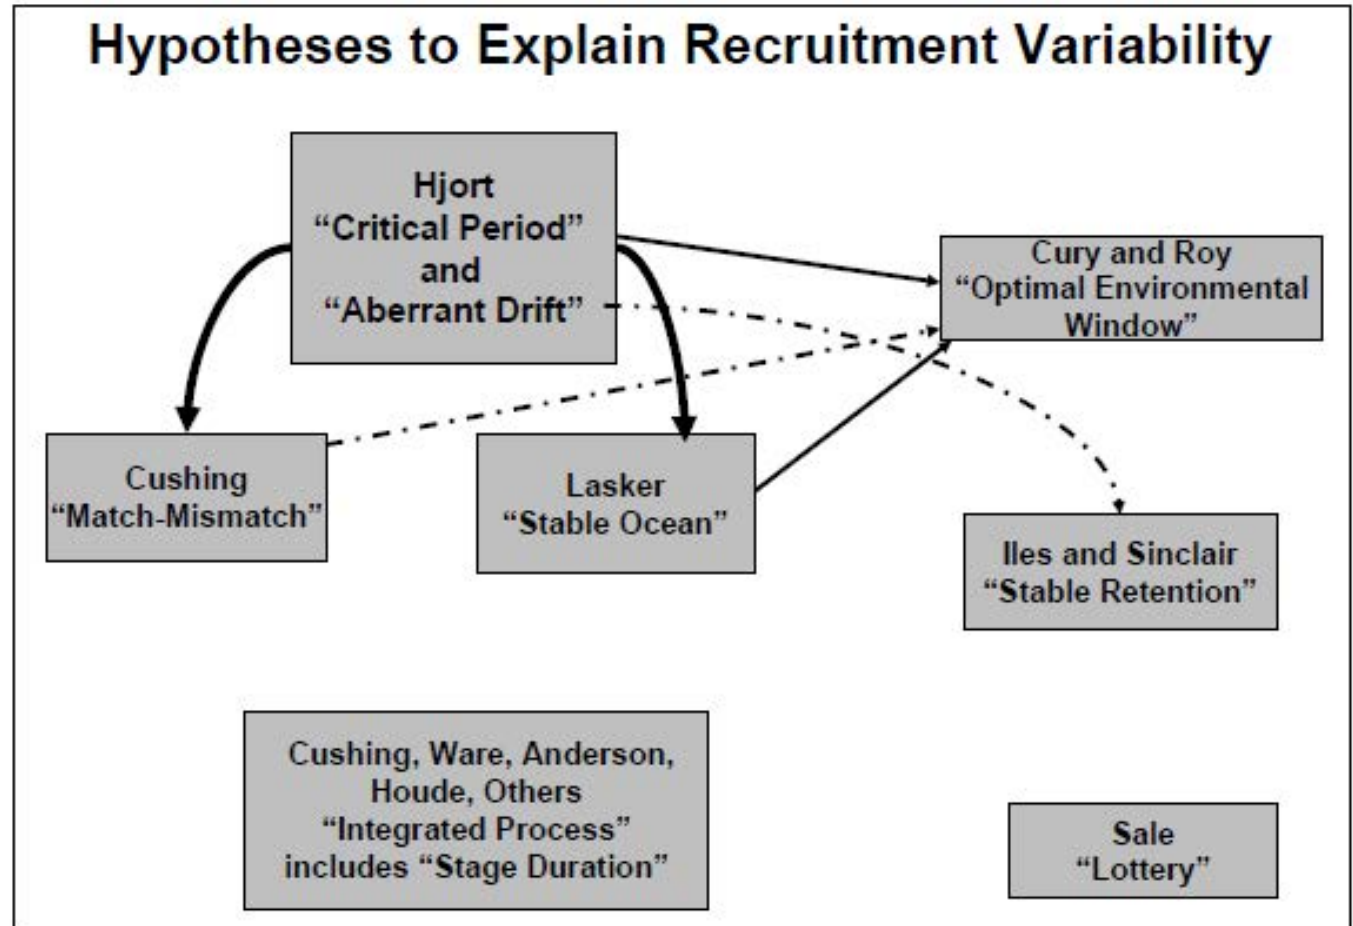 Hypotheses to Explain Recruitment Variability
Hjort
“Critical Period”
and
“Aberrant Drift”
Cury and Roy
“Optimal Environmental
Window”
Cushing
“Match-Mismatch”
Lasker
“Stable Ocean”
Iles and Sinclair
“Stable Retention”
Cushing, Ware, Anderson,
Houde, Others
“Integrated Process”
includes “Stage Duration”
Sale
“Lottery”